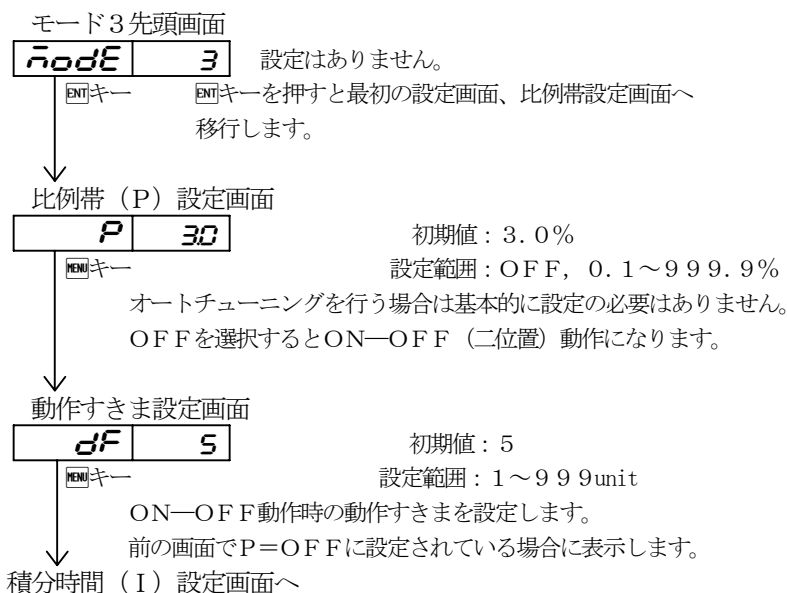 モード３先頭画面
modE 3 設定はありません。
ENTキー ENTキーを押すと最初の設定画面、比例帯設定画面へ
移行します。
比例帯（Ｐ）設定画面
P 3.0 初期値：３．０％
MENUキー 設定範囲：ＯＦＦ，０．１～９９９．９％
オートチューニングを行う場合は基本的に設定の必要はありません。
ＯＦＦを選択するとＯＮ―ＯＦＦ（二位置）動作になります。
動作すきま設定画面
dF 5 初期値：５
MENUキー 設定範囲：１～９９９unit
ＯＮ―ＯＦＦ動作時の動作すきまを設定します。
前の画面でＰ＝ＯＦＦに設定されている場合に表示します。
積分時間（Ｉ）設定画面へ